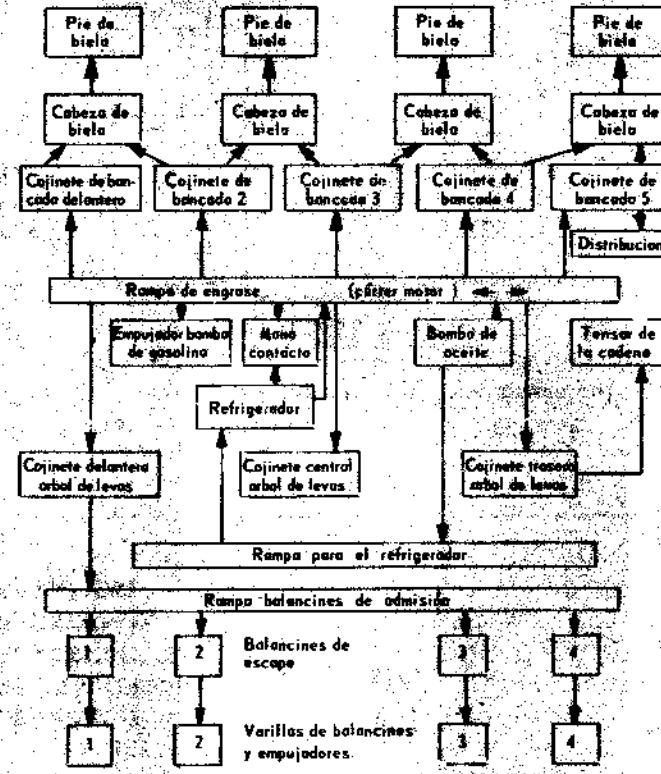 Pie de
biela
Pie de
biela
Pie de
biela
Pie de
biela
Cabeza de
biela
Cabeza de
biela
Cabeza de
biela
Cabeza de
biela
Cojinete de ban-
cada delantero
Cojinete de
bancada 2
Cojinete de
bancada 3
Cojinete de
bancada 4
Cojinete de
bancada 5
Distribucion
Rampa de engrase (cárter motor)
Empujador bomba
de gasolina
Mano
contacto
Bomba de
aceite
Tensor de
la cadena
Refrigerador
Cojinete delantera
arbol de levas
Cojinete central
arbol de levas
Cojinete trasero
arbol de levas
Rampa para el refrigerador
Rampa balancines de admisión
1
2
Balancines de
escape
3
4
1
2
Varillas de balancines
y empujadores
3
4